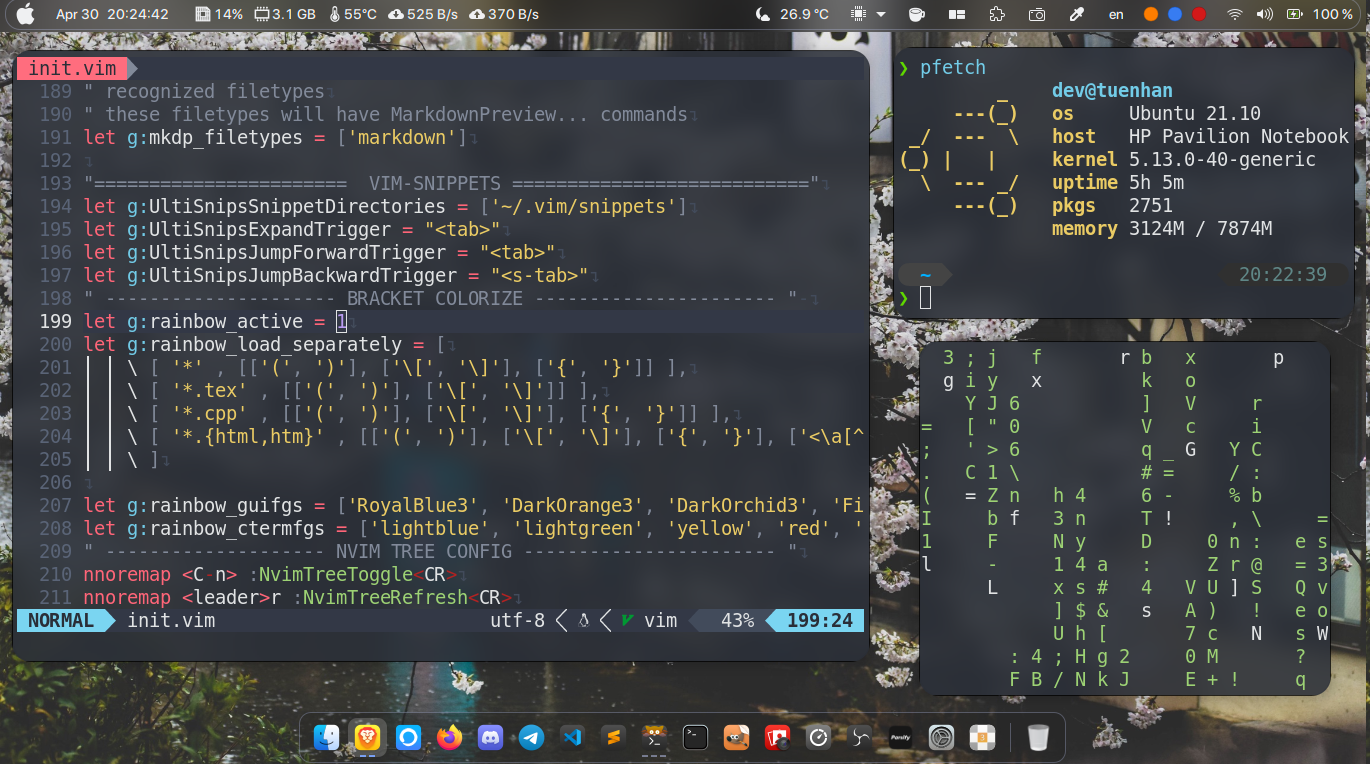 Apr 30 20:24:42 14% 3.1 GB 55°C 525 B/s 370 B/s 26.9 °C en 100 %
init.vim
189 " recognized filetypes
190 " these filetypes will have MarkdownPreview... commands
191 let g:mkdp_filetypes = ['markdown']
192
193 "======================= VIM-SNIPPETS ==========================="
194 let g:UltiSnipsSnippetDirectories = ['~/.vim/snippets']
195 let g:UltiSnipsExpandTrigger = "<tab>"
196 let g:UltiSnipsJumpForwardTrigger = "<tab>"
197 let g:UltiSnipsJumpBackwardTrigger = "<s-tab>"
198 " --------------------- BRACKET COLORIZE ---------------------- "-
199 let g:rainbow_active = 1
200 let g:rainbow_load_separately = [
201 \ [ '*' , [['(', ')'], ['\[', '\]'], ['{', '}']] ],
202 \ [ '*.tex' , [['(', ')'], ['\[', '\]']] ],
203 \ [ '*.cpp' , [['(', ')'], ['\[', '\]'], ['{', '}']] ],
204 \ [ '*.{html,htm}' , [['(', ')'], ['\[', '\]'], ['{', '}'], ['<\a[^
205 \ ]
206
207 let g:rainbow_guifgs = ['RoyalBlue3', 'DarkOrange3', 'DarkOrchid3', 'Fi
208 let g:rainbow_ctermfgs = ['lightblue', 'lightgreen', 'yellow', 'red', '
209 " -------------------- NVIM TREE CONFIG ----------------------- "
210 nnoremap <C-n> :NvimTreeToggle<CR>
211 nnoremap <leader>r :NvimTreeRefresh<CR>
NORMAL init.vim utf-8 vim 43% 199:24
❯ pfetch
dev@tuenhan
os Ubuntu 21.10
host HP Pavilion Notebook
kernel 5.13.0-40-generic
uptime 5h 5m
pkgs 2751
memory 3124M / 7874M
~ 20:22:39
❯
3 ; j f r b x p
g i y x k o
Y J 6 ] V r
= [ " 0 V c i
; ' > 6 q _ G Y C
. C 1 \ # = / :
( = Z n h 4 6 - % b
I b f 3 n T ! , \ =
1 F N y D 0 n : e s
l - 1 4 a : Z r @ = 3
L x s # 4 V U ] S Q v
] $ & s A ) ! e o
U h [ 7 c N s W
: 4 ; H g 2 0 M ?
F B / N k J E + ! q
Parsify